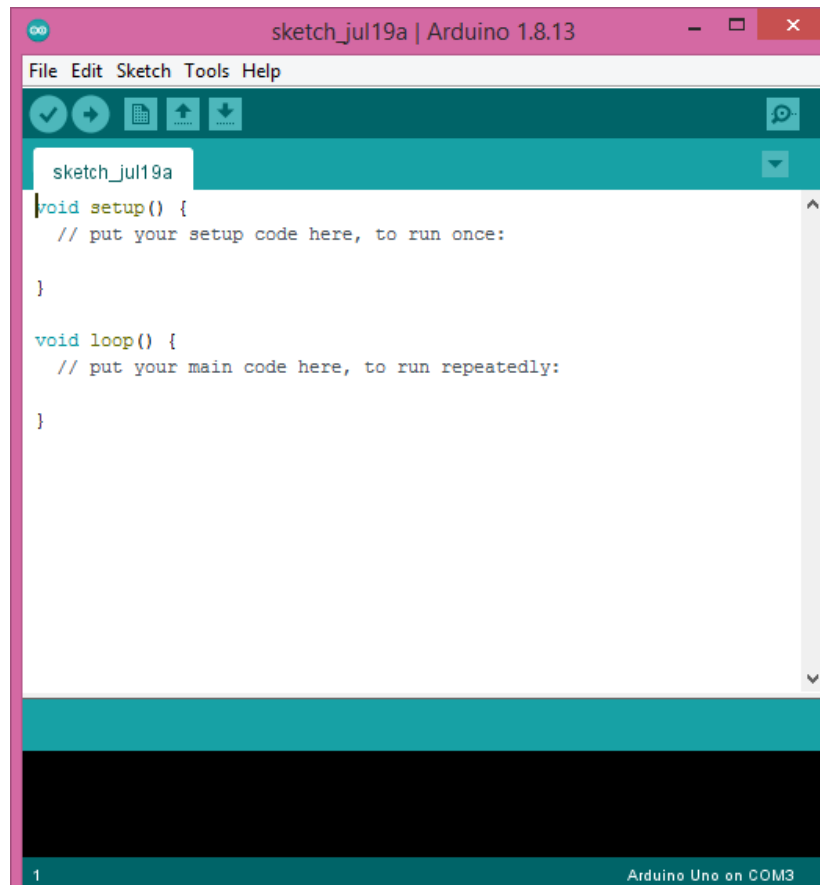 sketch_jul19a | Arduino 1.8.13
File Edit Sketch Tools Help
sketch_jul19a
void setup() {
  // put your setup code here, to run once:

}

void loop() {
  // put your main code here, to run repeatedly:

}
1 Arduino Uno on COM3